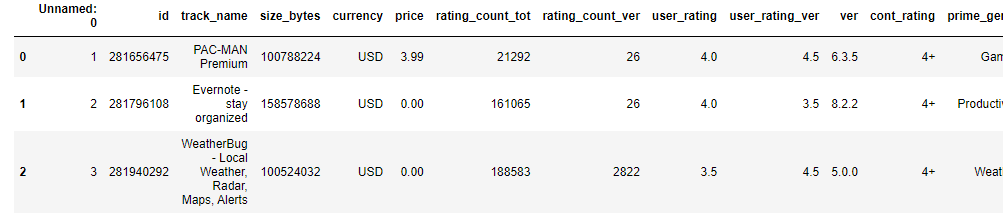 Unnamed: 0 id track_name size_bytes currency price rating_count_tot rating_count_ver user_rating user_rating_ver ver cont_rating prime_ger
0 1 281656475 PAC-MAN Premium 100788224 USD 3.99 21292 26 4.0 4.5 6.3.5 4+ Gam
1 2 281796108 Evernote - stay organized 158578688 USD 0.00 161065 26 4.0 3.5 8.2.2 4+ Productiv
2 3 281940292 WeatherBug - Local Weather, Radar, Maps, Alerts 100524032 USD 0.00 188583 2822 3.5 4.5 5.0.0 4+ Weat